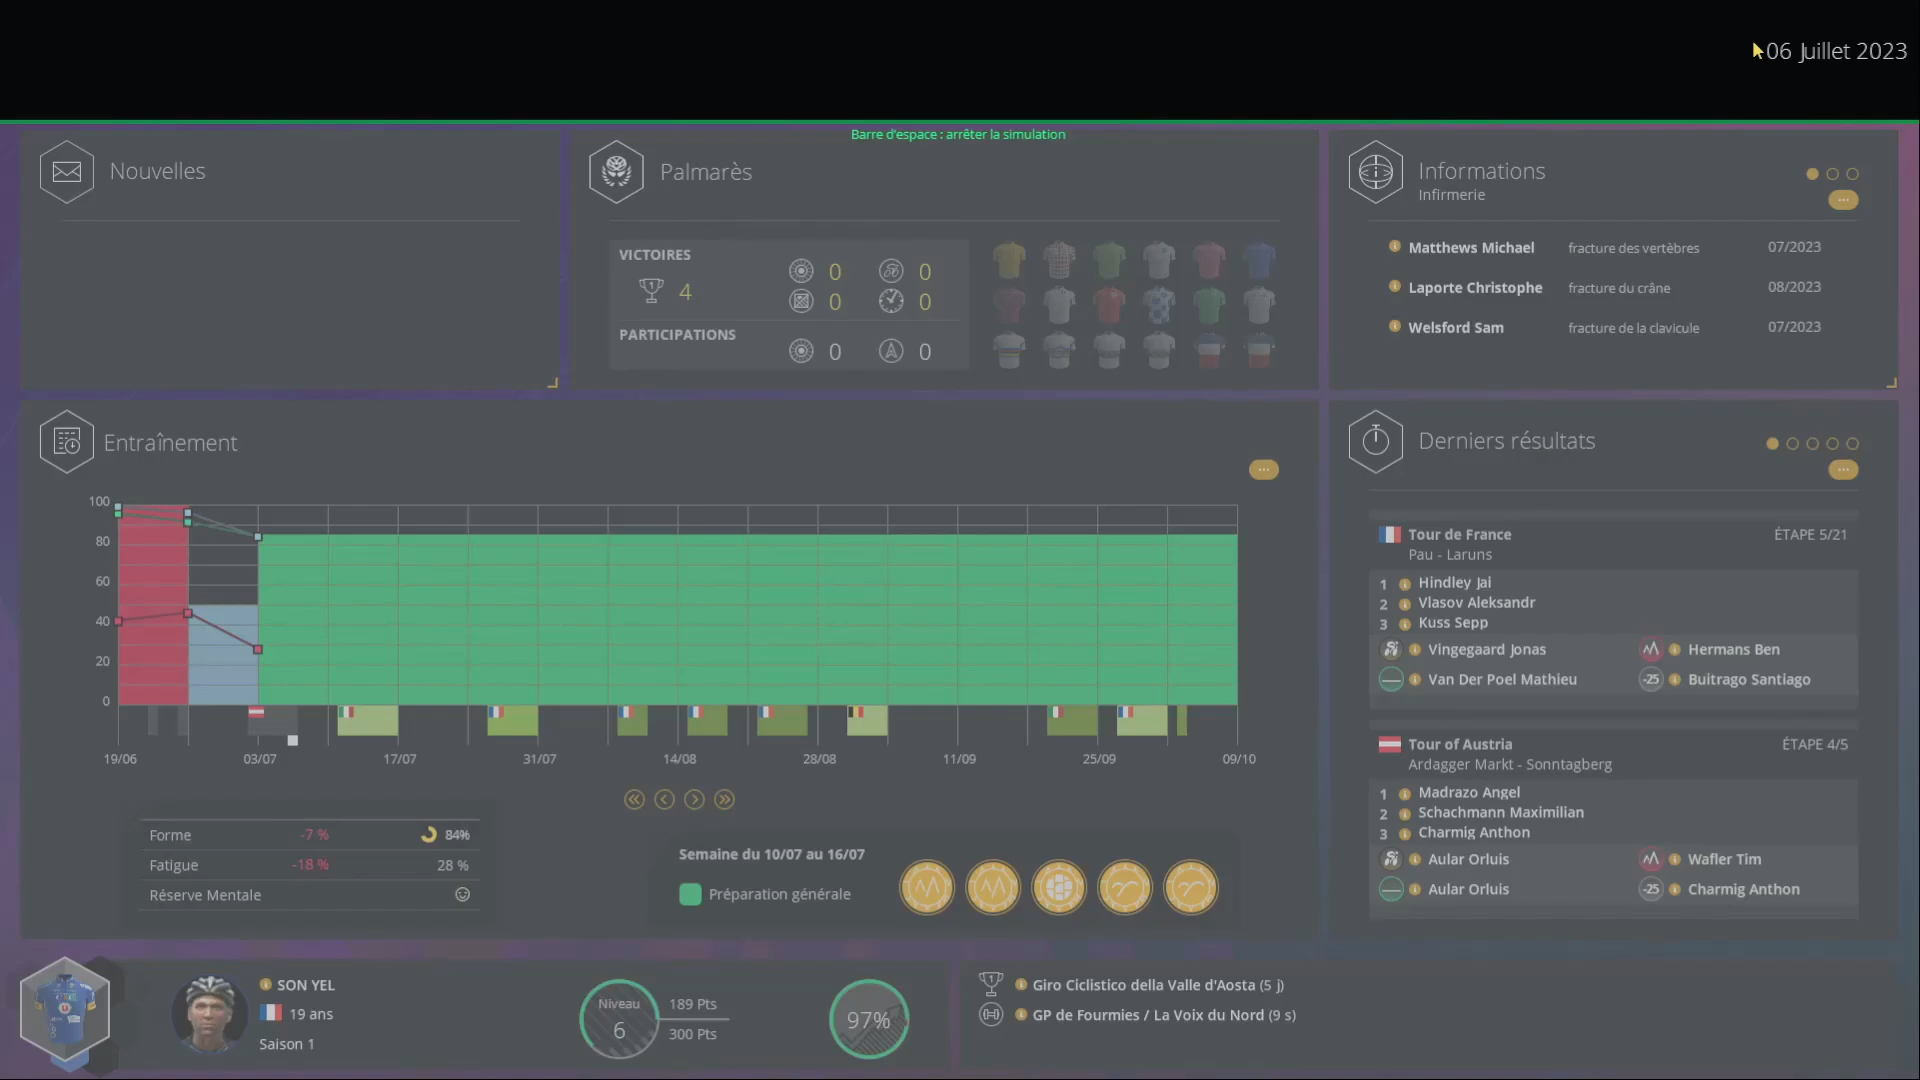 06 Juillet 2023
Barre d'espace : arrêter la simulation
Nouvelles
Palmarès
VICTOIRES
4
0 0
0 0
PARTICIPATIONS
0 0
Informations
Infirmerie
Matthews Michael fracture des vertèbres 07/2023
Laporte Christophe fracture du crâne 08/2023
Welsford Sam fracture de la clavicule 07/2023
Entraînement
100
80
60
40
20
0
19/06 03/07 17/07 31/07 14/08 28/08 11/09 25/09 09/10
Forme -7 % 84%
Fatigue -18 % 28 %
Réserve Mentale
Semaine du 10/07 au 16/07
Préparation générale
Derniers résultats
Tour de France ÉTAPE 5/21
Pau - Laruns
1 Hindley Jai
2 Vlasov Aleksandr
3 Kuss Sepp
Vingegaard Jonas Hermans Ben
Van Der Poel Mathieu -25 Buitrago Santiago
Tour of Austria ÉTAPE 4/5
Ardagger Markt - Sonntagberg
1 Madrazo Angel
2 Schachmann Maximilian
3 Charmig Anthon
Aular Orluis Wafler Tim
Aular Orluis -25 Charmig Anthon
SON YEL
19 ans
Saison 1
Niveau
6
189 Pts
300 Pts
97%
Giro Ciclistico della Valle d'Aosta (5 j)
GP de Fourmies / La Voix du Nord (9 s)